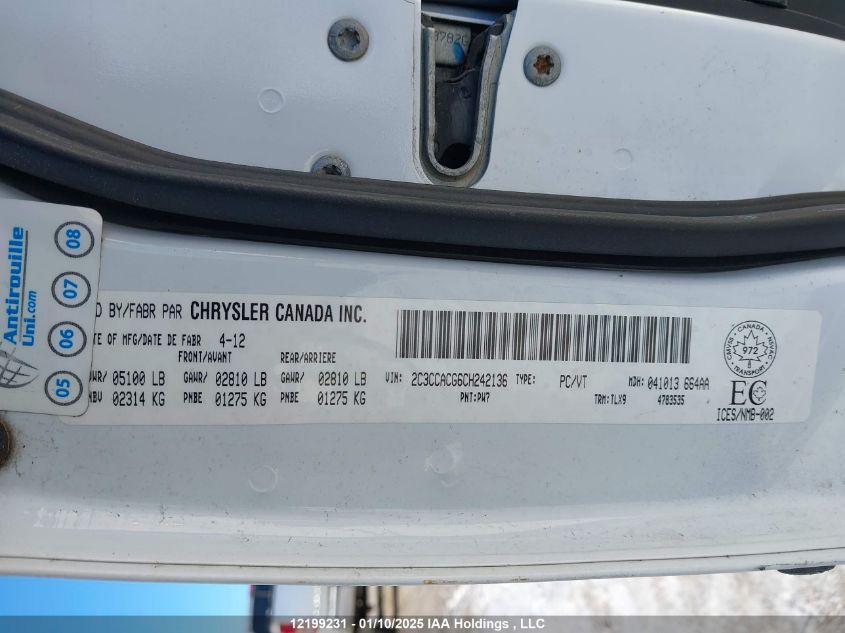 Antirouille
Uni.com
08
07
06
05
D BY/FABR PAR CHRYSLER CANADA INC.
TE OF MFG/DATE DE FABR 4-12
FRONT/AVANT REAR/ARRIERE
WR/ 05100 LB GAWR/ 02810 LB GAWR/ 02810 LB
NBV 02314 KG PNBE 01275 KG PNBE 01275 KG
VIN: 2C3CCACG6CH242136 TYPE: PC/VT MDH: 041013 664AA
PNT:PW7 TRM:TLX9 4783535
CANADA
972
EC
ICES/NMB-002
12199231 - 01/10/2025 IAA Holdings , LLC